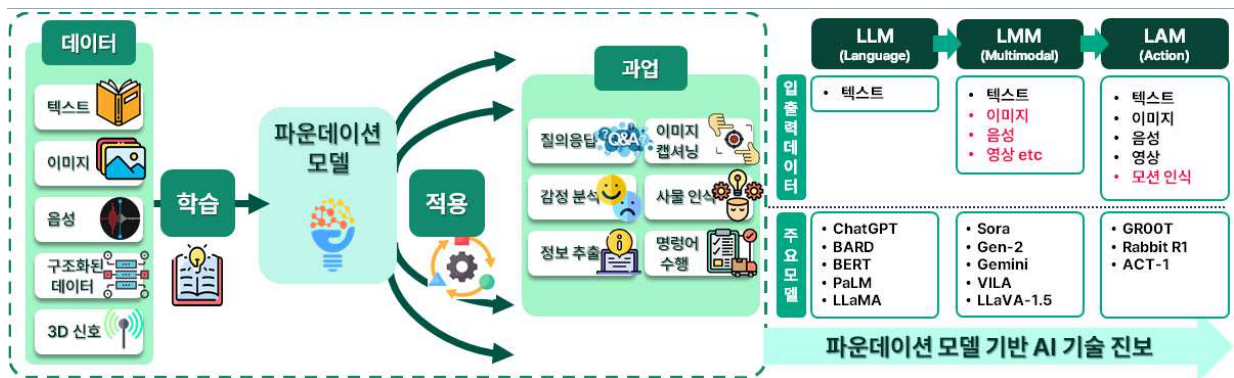 데이터
텍스트
이미지
음성
구조화된
데이터
3D 신호
학습
파운데이션
모델
적용
과업
질의응답
Q&A
이미지
캡셔닝
감정 분석
사물 인식
정보 추출
명령어
수행
LLM
(Language)
LMM
(Multimodal)
LAM
(Action)
입출력데이터
• 텍스트
• 텍스트
• 이미지
• 음성
• 영상 etc
• 텍스트
• 이미지
• 음성
• 영상
• 모션 인식
주요모델
• ChatGPT
• BARD
• BERT
• PaLM
• LLaMA
• Sora
• Gen-2
• Gemini
• VILA
• LLaVA-1.5
• GR00T
• Rabbit R1
• ACT-1
파운데이션 모델 기반 AI 기술 진보